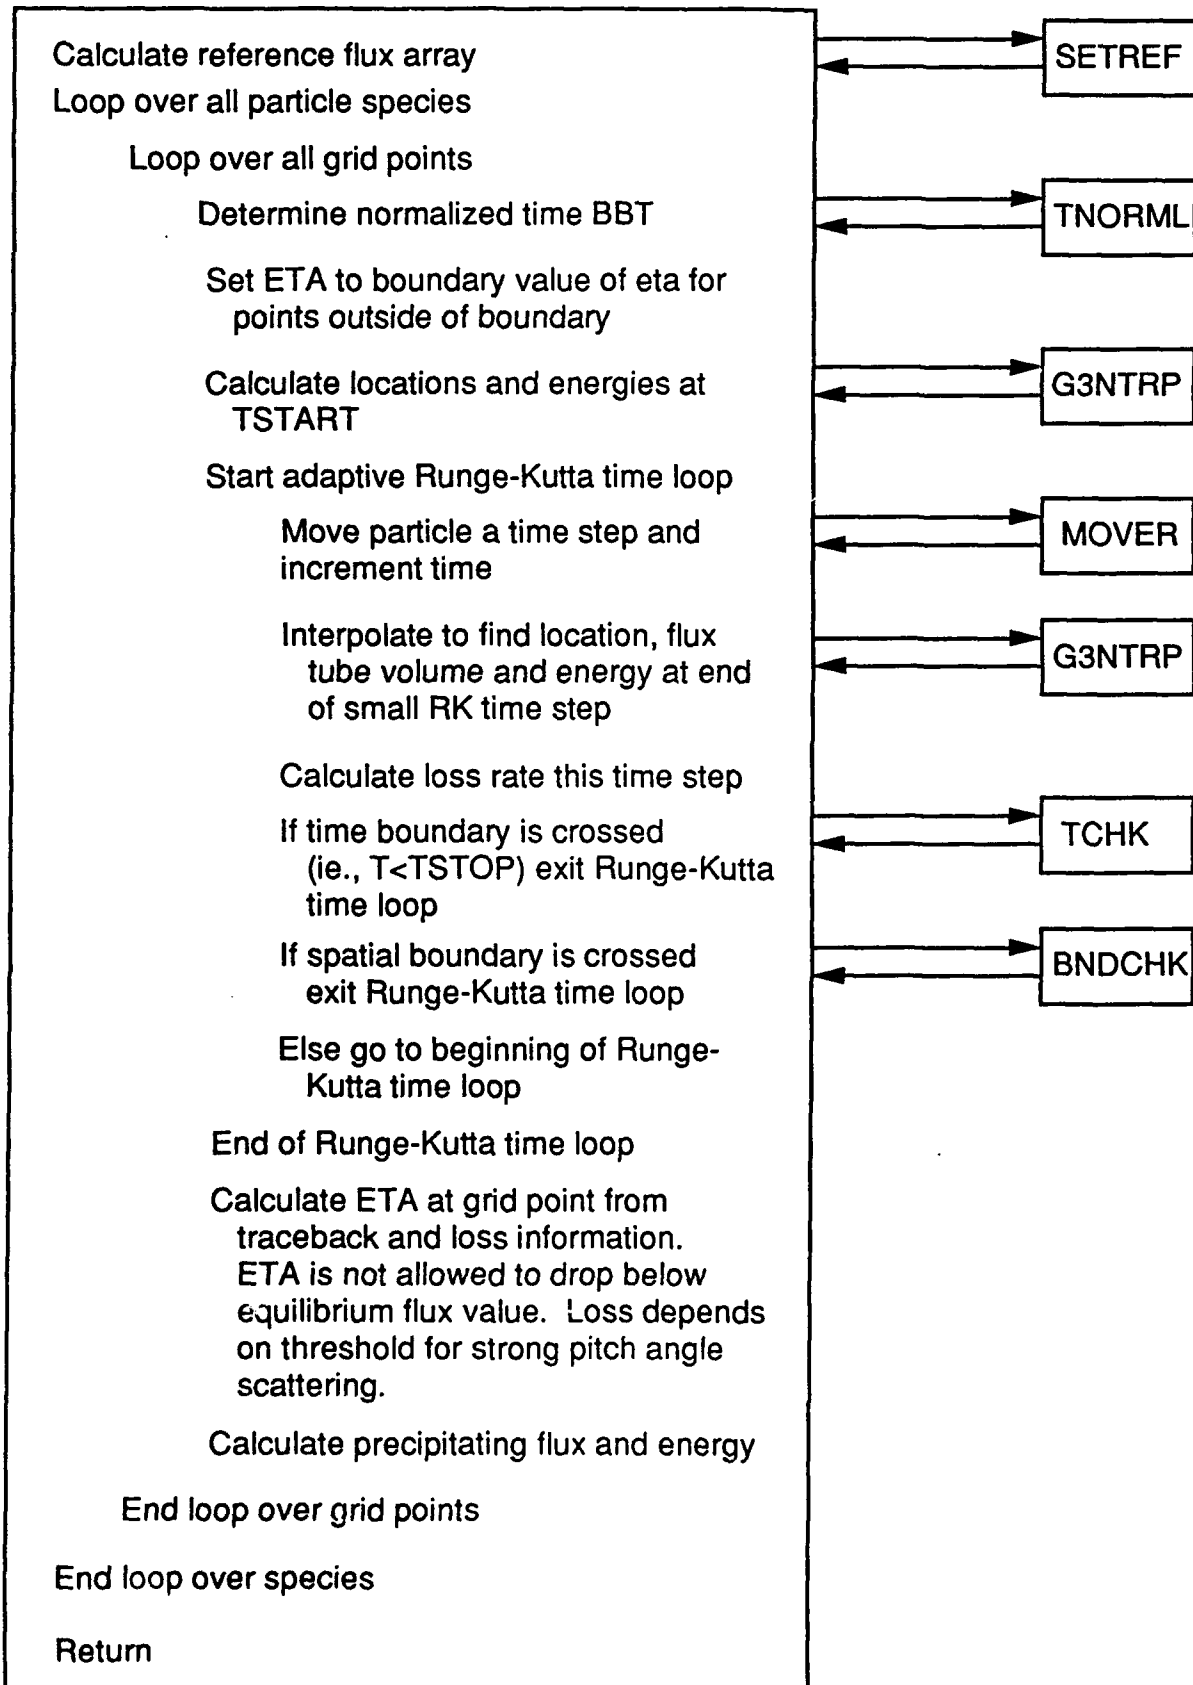 Calculate reference flux array
SETREF
Loop over all particle species
Loop over all grid points
Determine normalized time BBT
TNORML
Set ETA to boundary value of eta for
points outside of boundary
Calculate locations and energies at
TSTART
G3NTRP
Start adaptive Runge-Kutta time loop
Move particle a time step and
increment time
MOVER
Interpolate to find location, flux
tube volume and energy at end
of small RK time step
G3NTRP
Calculate loss rate this time step
If time boundary is crossed
(ie., T<TSTOP) exit Runge-Kutta
time loop
TCHK
If spatial boundary is crossed
exit Runge-Kutta time loop
BNDCHK
Else go to beginning of Runge-
Kutta time loop
End of Runge-Kutta time loop
Calculate ETA at grid point from
traceback and loss information.
ETA is not allowed to drop below
equilibrium flux value.  Loss depends
on threshold for strong pitch angle
scattering.
Calculate precipitating flux and energy
End loop over grid points
End loop over species
Return